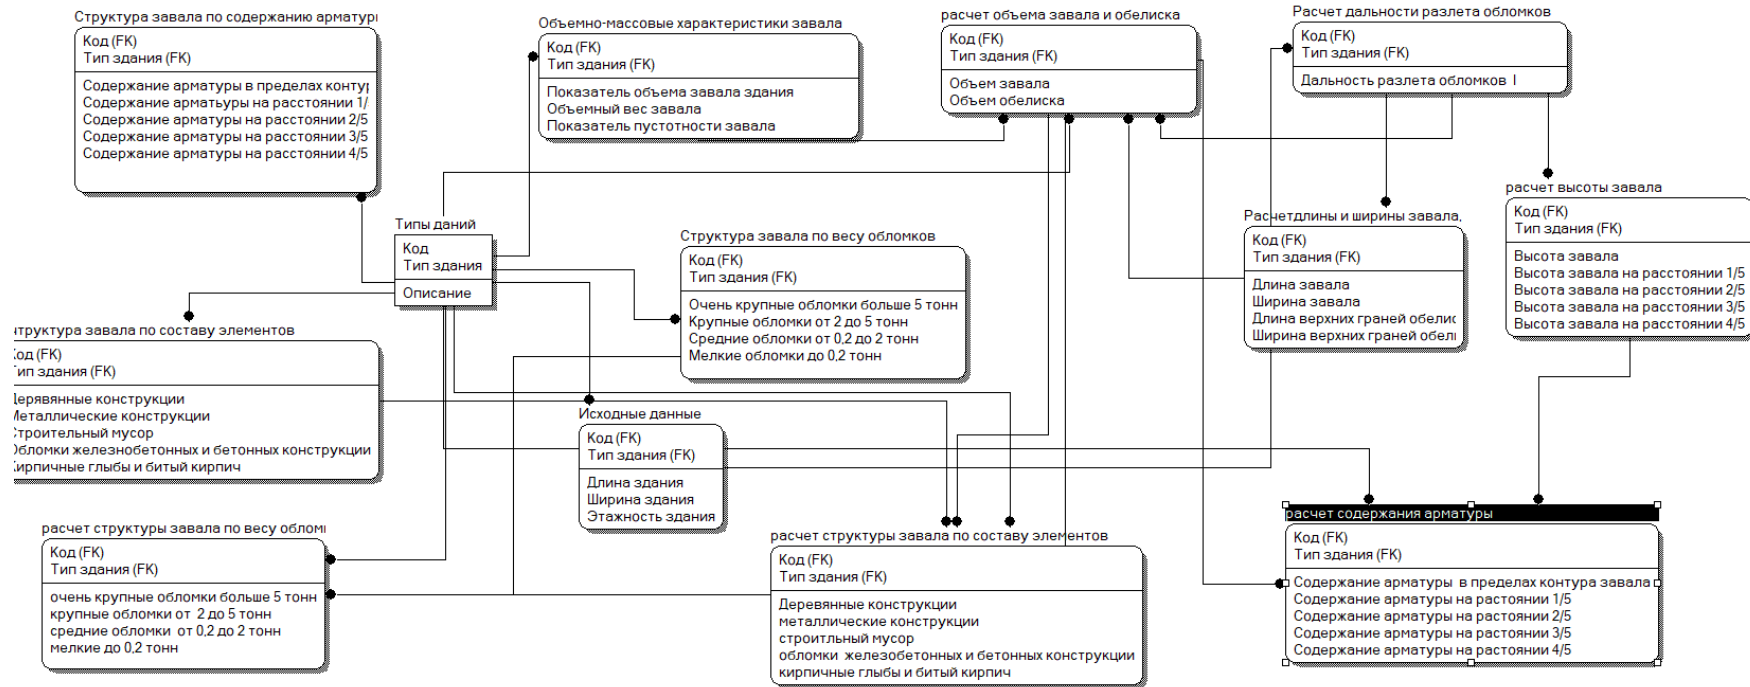 Структура завала по содержанию арматуры
Код (FK)
Тип здания (FK)
Содержание арматуры в пределах контур
Содержание арматьуры на расстоянии 1/
Содержание арматуры на расстоянии 2/5
Содержание арматуры на расстоянии 3/5
Содержание арматуры на расстоянии 4/5
Объемно-массовые характеристики завала
Код (FK)
Тип здания (FK)
Показатель объема завала здания
Объемный вес завала
Показатель пустотности завала
расчет объема завала и обелиска
Код (FK)
Тип здания (FK)
Объем завала
Объем обелиска
Расчет дальности разлета обломков
Код (FK)
Тип здания (FK)
Дальность разлета обломков l
Типы даний
Код
Тип здания
Описание
Структура завала по весу обломков
Код (FK)
Тип здания (FK)
Очень крупные обломки больше 5 тонн
Крупные обломки от 2 до 5 тонн
Средние обломки от 0,2 до 2 тонн
Мелкие обломки до 0,2 тонн
Расчетдлины и ширины завала,
Код (FK)
Тип здания (FK)
Длина завала
Ширина завала
Длина верхних граней обелис
Ширина верхних граней обели
расчет высоты завала
Код (FK)
Тип здания (FK)
Высота завала
Высота завала на расстоянии 1/5
Высота завала на расстоянии 2/5
Высота завала на расстоянии 3/5
Высота завала на расстоянии 4/5
структура завала по составу элементов
Код (FK)
Тип здания (FK)
Дерявянные конструкции
Металлические конструкции
Строительный мусор
Обломки железнобетонных и бетонных конструкции
Кирпичные глыбы и битый кирпич
Исходные данные
Код (FK)
Тип здания (FK)
Длина здания
Ширина здания
Этажность здания
расчет структуры завала по весу облом
Код (FK)
Тип здания (FK)
очень крупные обломки больше 5 тонн
крупные обломки от 2 до 5 тонн
средние обломки от 0,2 до 2 тонн
мелкие до 0,2 тонн
расчет структуры завала по составу элементов
Код (FK)
Тип здания (FK)
Деревянные конструкции
металлические конструкции
строитльный мусор
обломки железобетонных и бетонных конструкции
кирпичные глыбы и битый кирпич
расчет содержания арматуры
Код (FK)
Тип здания (FK)
Содержание арматуры в пределах контура завала
Содержание арматуры на растоянии 1/5
Содержание арматуры на растоянии 2/5
Содержание арматуры на растоянии 3/5
Содержание арматуры на растоянии 4/5